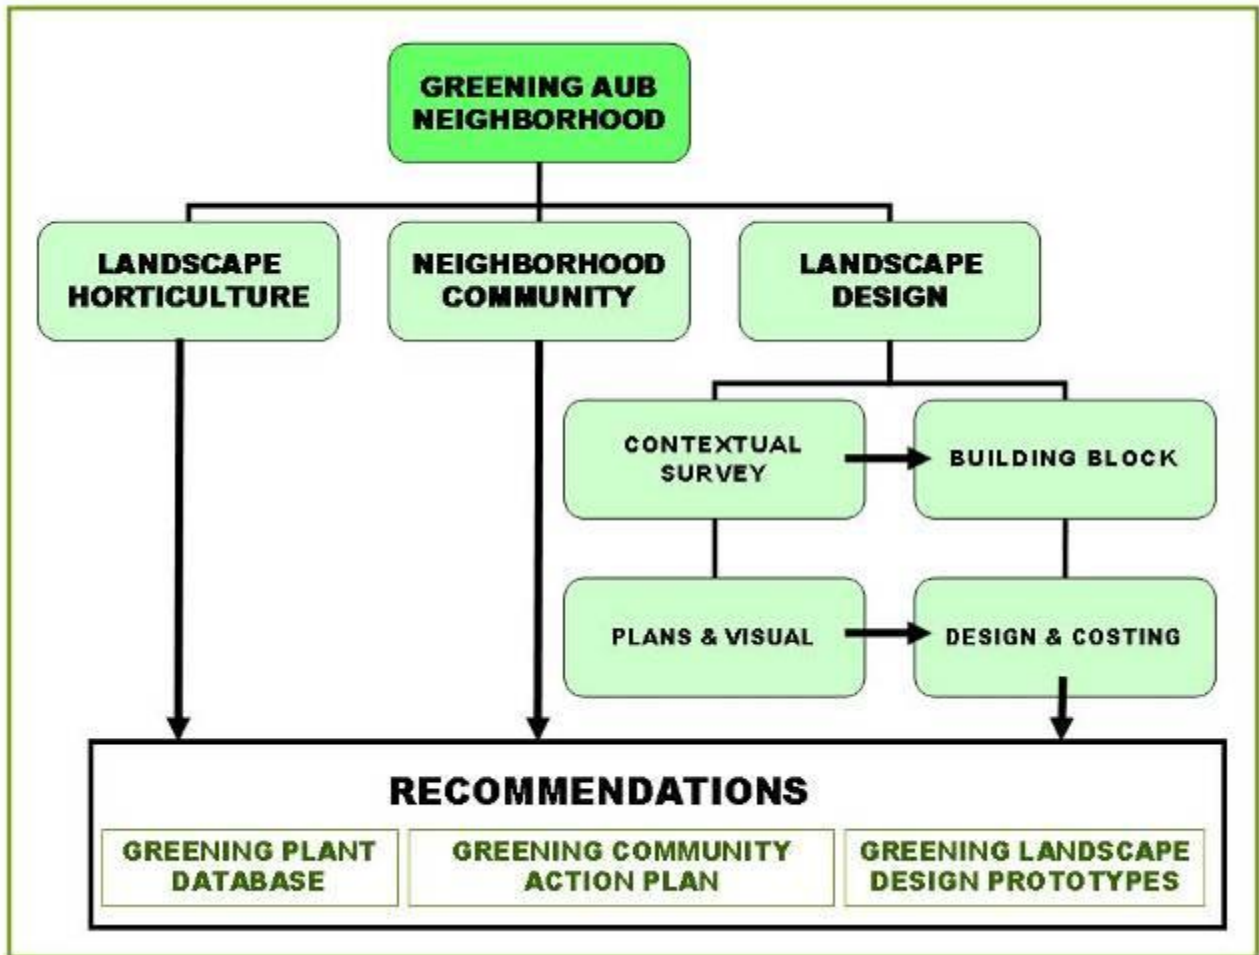 GREENING AUB
NEIGHBORHOOD
LANDSCAPE
HORTICULTURE
NEIGHBORHOOD
COMMUNITY
LANDSCAPE
DESIGN
CONTEXTUAL
SURVEY
BUILDING BLOCK
PLANS & VISUAL
DESIGN & COSTING
RECOMMENDATIONS
GREENING PLANT
DATABASE
GREENING COMMUNITY
ACTION PLAN
GREENING LANDSCAPE
DESIGN PROTOTYPES